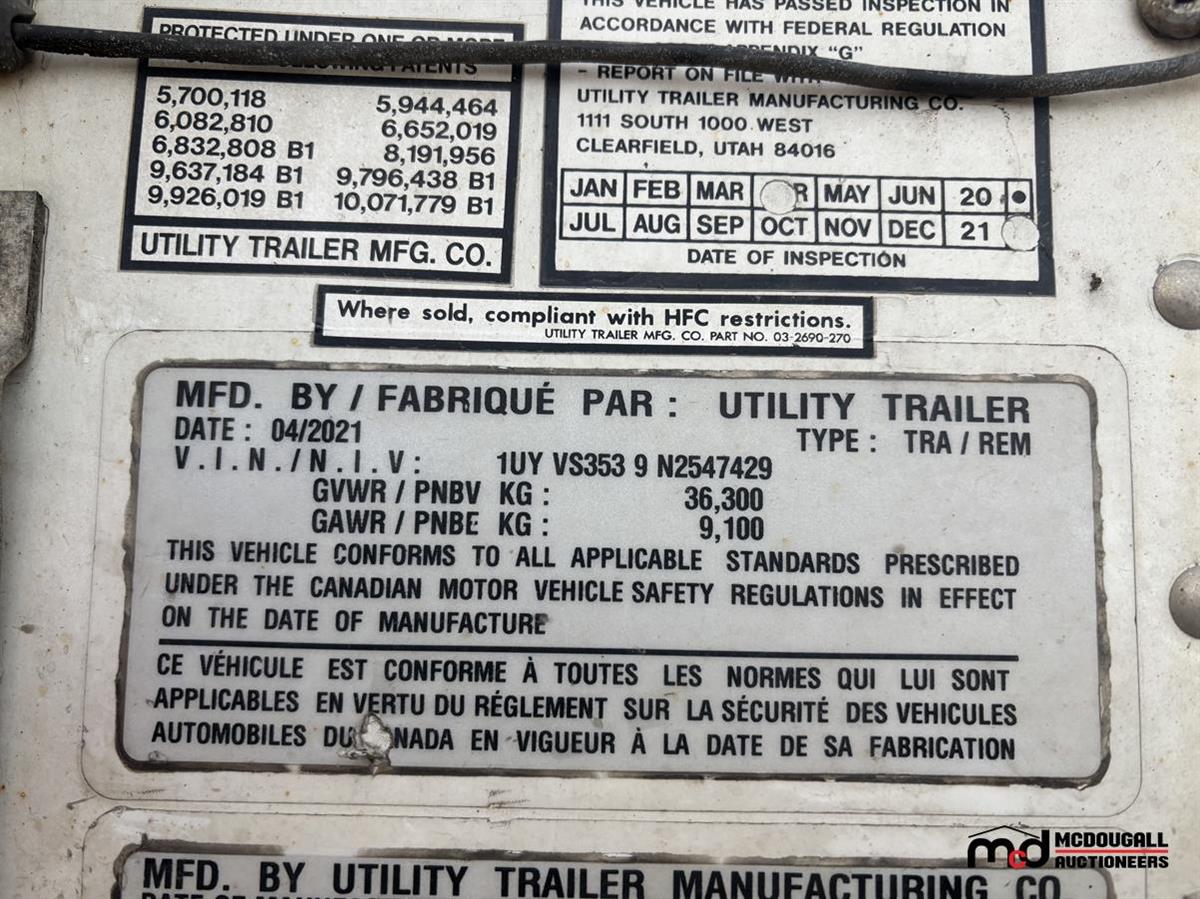 PROTECTED UNDER ONE OR MORE
FOLLOWING PATENTS
5,700,118 5,944,464
6,082,810 6,652,019
6,832,808 B1 8,191,956
9,637,184 B1 9,796,438 B1
9,926,019 B1 10,071,779 B1
UTILITY TRAILER MFG. CO.
THIS VEHICLE HAS PASSED INSPECTION IN
ACCORDANCE WITH FEDERAL REGULATION
APPENDIX “G”
- REPORT ON FILE WITH
UTILITY TRAILER MANUFACTURING CO.
1111 SOUTH 1000 WEST
CLEARFIELD, UTAH 84016
JAN FEB MAR R MAY JUN 20
JUL AUG SEP OCT NOV DEC 21
DATE OF INSPECTION
Where sold, compliant with HFC restrictions.
UTILITY TRAILER MFG. CO. PART NO. 03-2690-270
MFD. BY / FABRIQUÉ PAR : UTILITY TRAILER
DATE : 04/2021 TYPE : TRA / REM
V.I.N./N.I.V: 1UY VS353 9 N2547429
GVWR / PNBV KG : 36,300
GAWR / PNBE KG : 9,100
THIS VEHICLE CONFORMS TO ALL APPLICABLE STANDARDS PRESCRIBED
UNDER THE CANADIAN MOTOR VEHICLE SAFETY REGULATIONS IN EFFECT
ON THE DATE OF MANUFACTURE
CE VÉHICULE EST CONFORME À TOUTES LES NORMES QUI LUI SONT
APPLICABLES EN VERTU DU RÉGLEMENT SUR LA SÉCURITÉ DES VEHICULES
AUTOMOBILES DU NADA EN VIGUEUR À LA DATE DE SA FABRICATION
MFD. BY UTILITY TRAILER MANUFACTURING CO
mcd MCDOUGALL
AUCTIONEERS